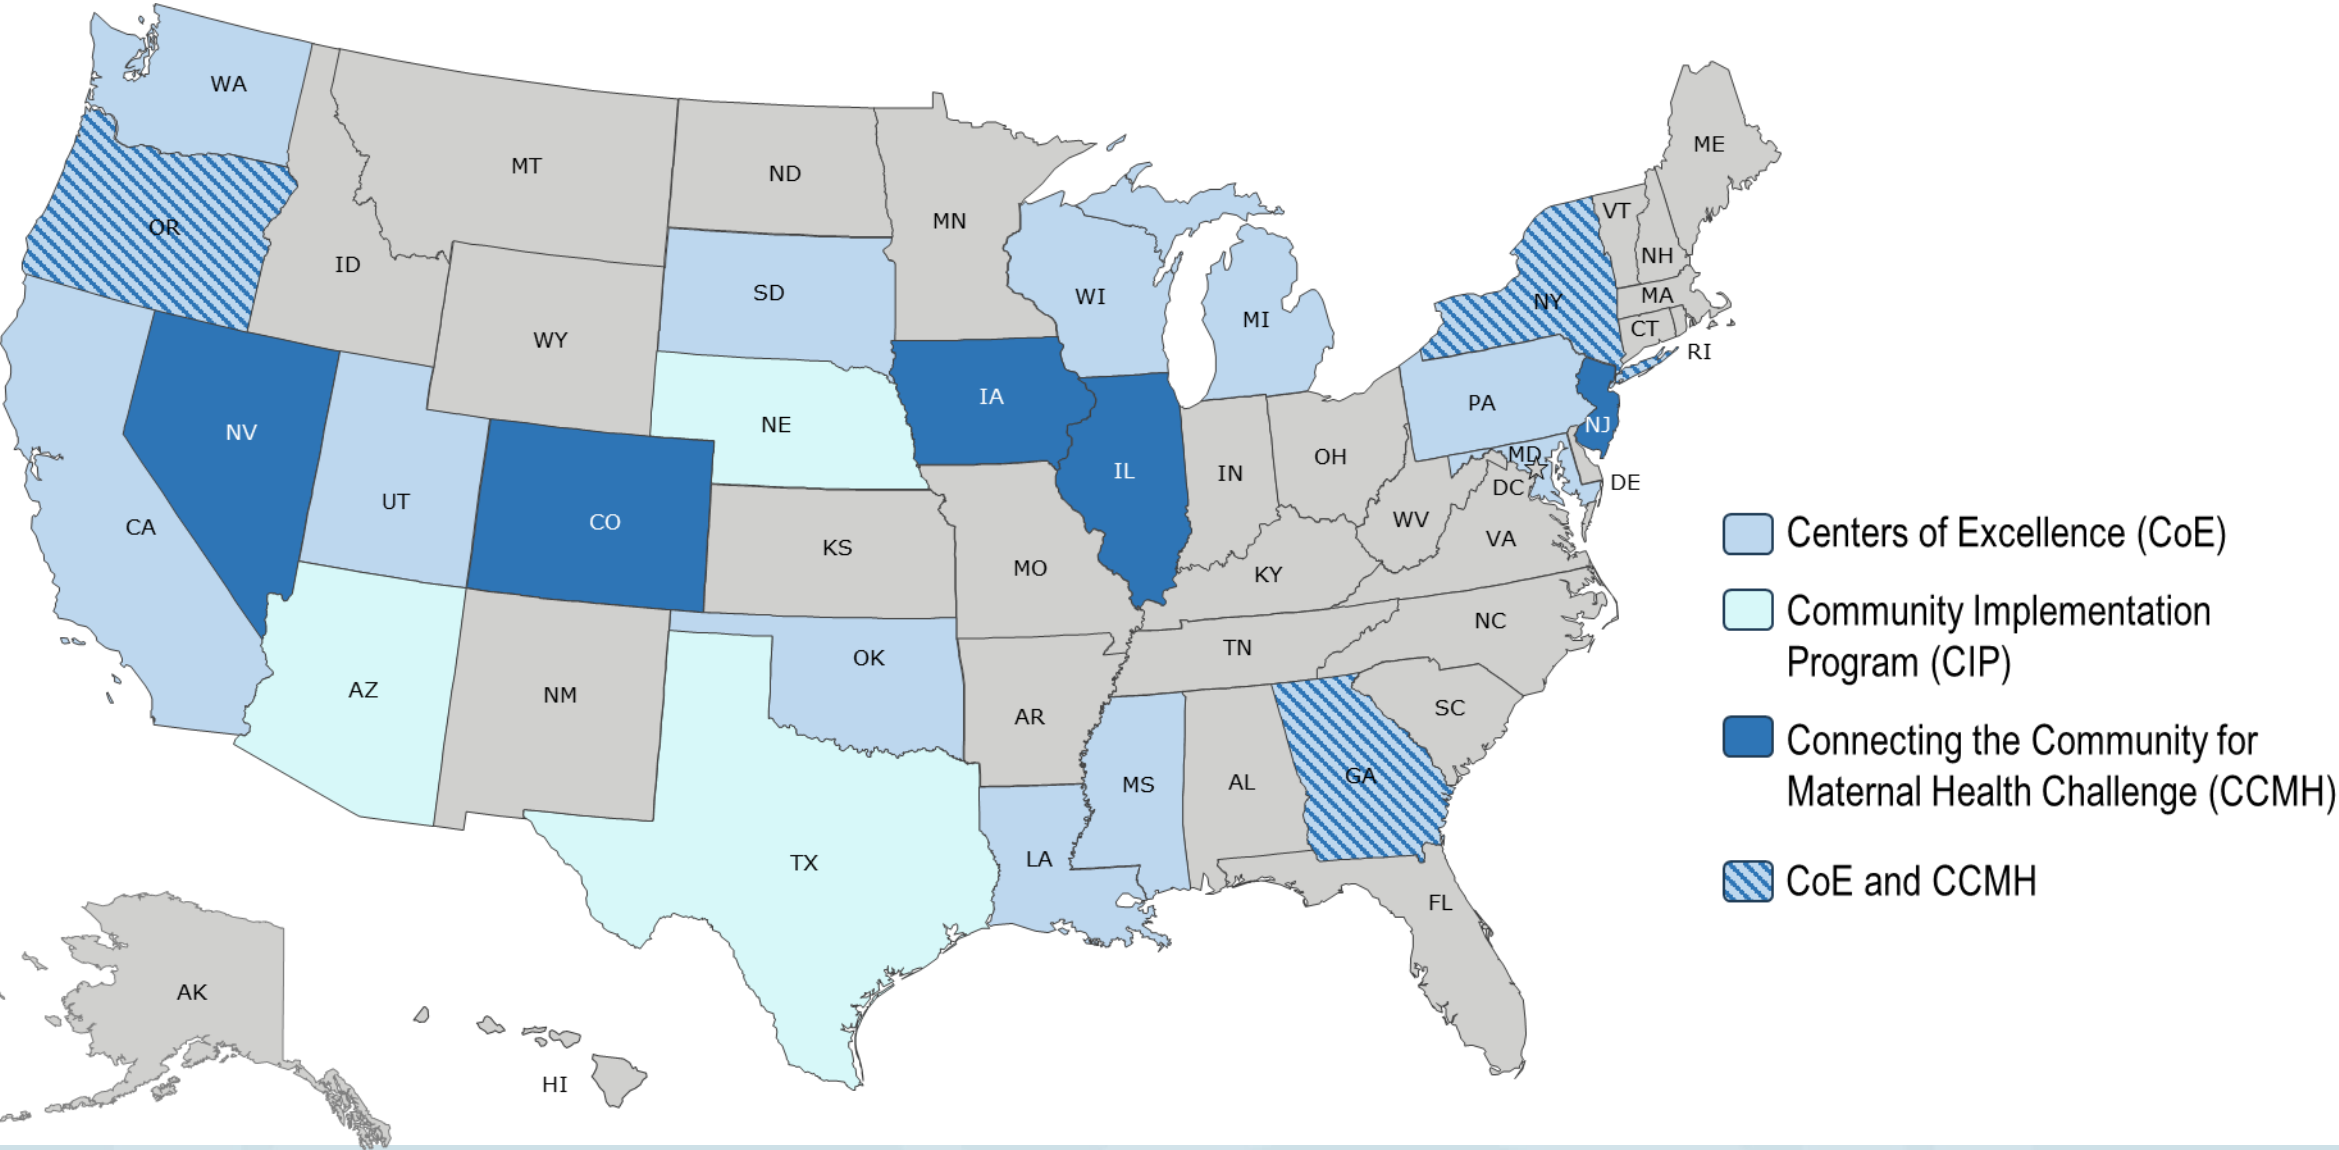 WA
ME
MT
ND
VT
MN
OR
NH
ID
SD
WI
MA
NY
MI
CT
WY
RI
IA
PA
NE
NJ
NV
MD
OH
IL
IN
DE
DC
UT
CO
WV
CA
VA
KS
MO
KY
NC
TN
OK
AZ
NM
SC
AR
GA
MS
AL
LA
TX
FL
AK
HI
Centers of Excellence (CoE)
Community Implementation
Program (CIP)
Connecting the Community for
Maternal Health Challenge (CCMH)
CoE and CCMH